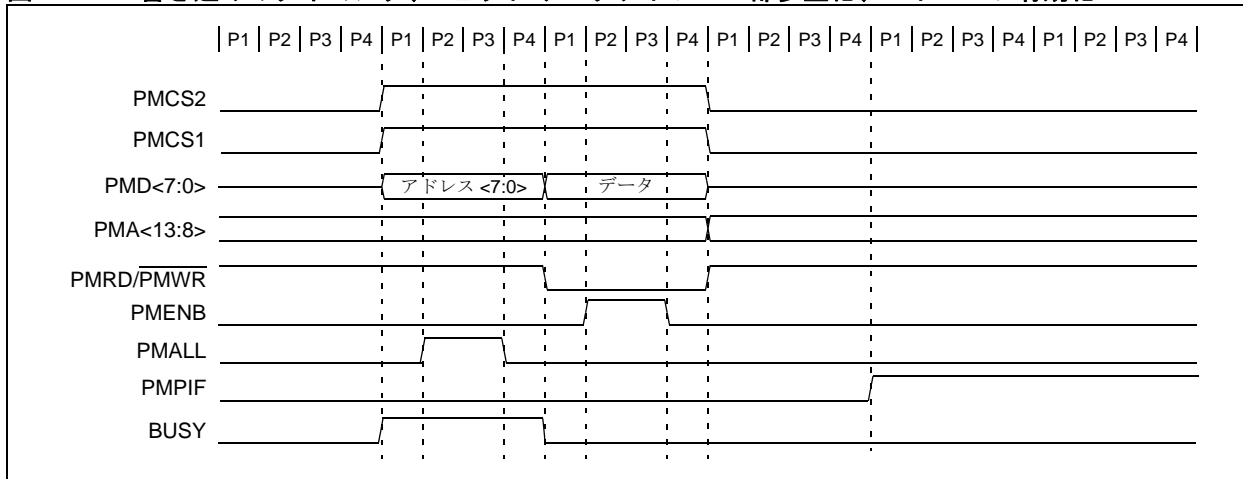 P1 P2 P3 P4 P1 P2 P3 P4 P1 P2 P3 P4 P1 P2 P3 P4 P1 P2 P3 P4 P1 P2 P3 P4
PMCS2
PMCS1
PMD<7:0> アドレス <7:0> データ
PMA<13:8>
PMRD/PMWR
PMENB
PMALL
PMPIF
BUSY